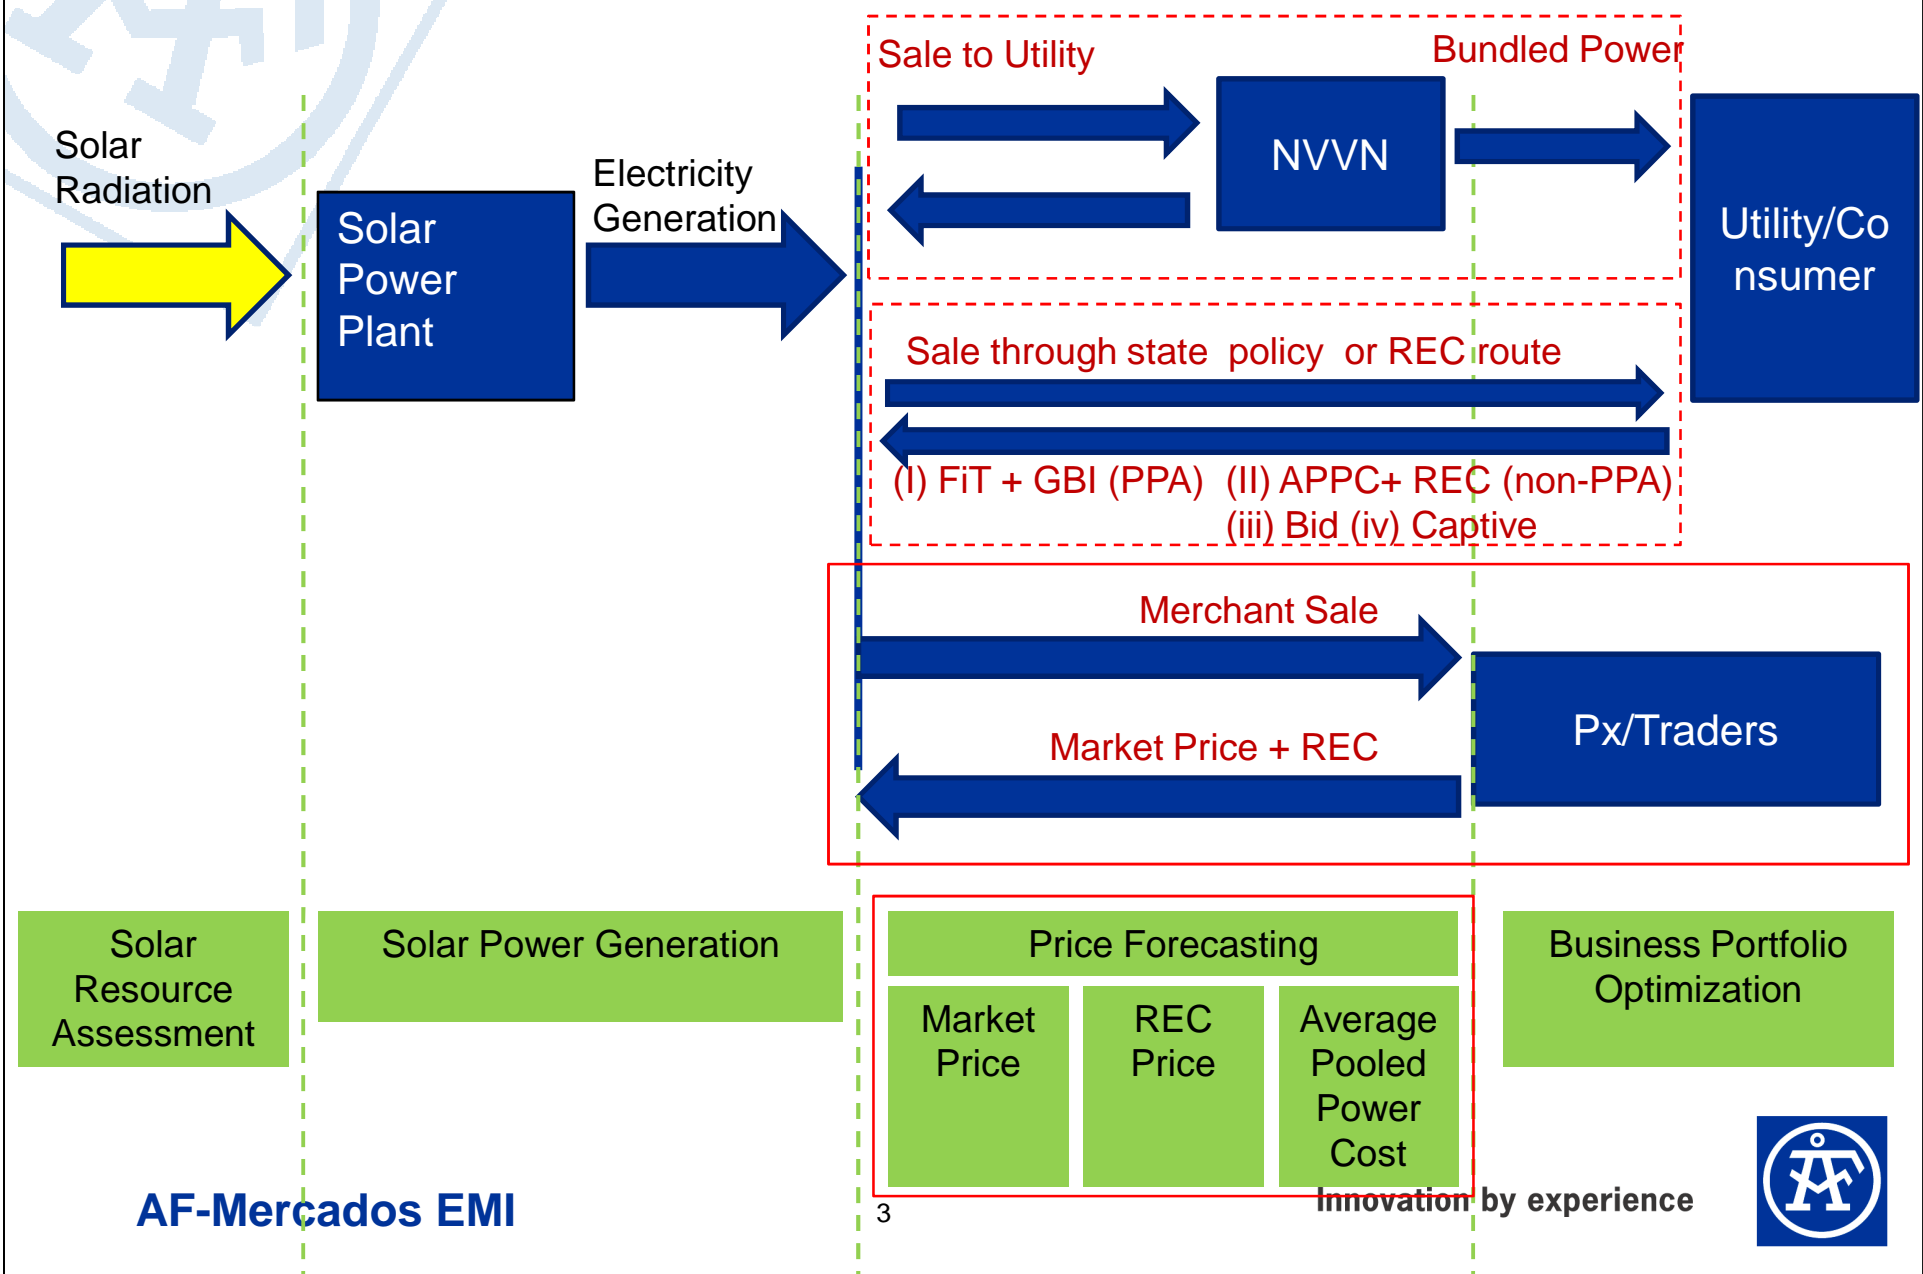 Sale to Utility
Bundled Power
Solar
Radiation
Electricity
Generation
NVVN
Solar
Power
Plant
Utility/Co
nsumer
Sale through state policy or REC route
(I) FiT + GBI (PPA) (II) APPC+ REC (non-PPA)
(iii) Bid (iv) Captive
Merchant Sale
Market Price + REC
Px/Traders
Solar
Resource
Assessment
Solar Power Generation
Price Forecasting
Market
Price
REC
Price
Average
Pooled
Power
Cost
Business Portfolio
Optimization
AF-Mercados EMI
3
Innovation by experience
ÅF